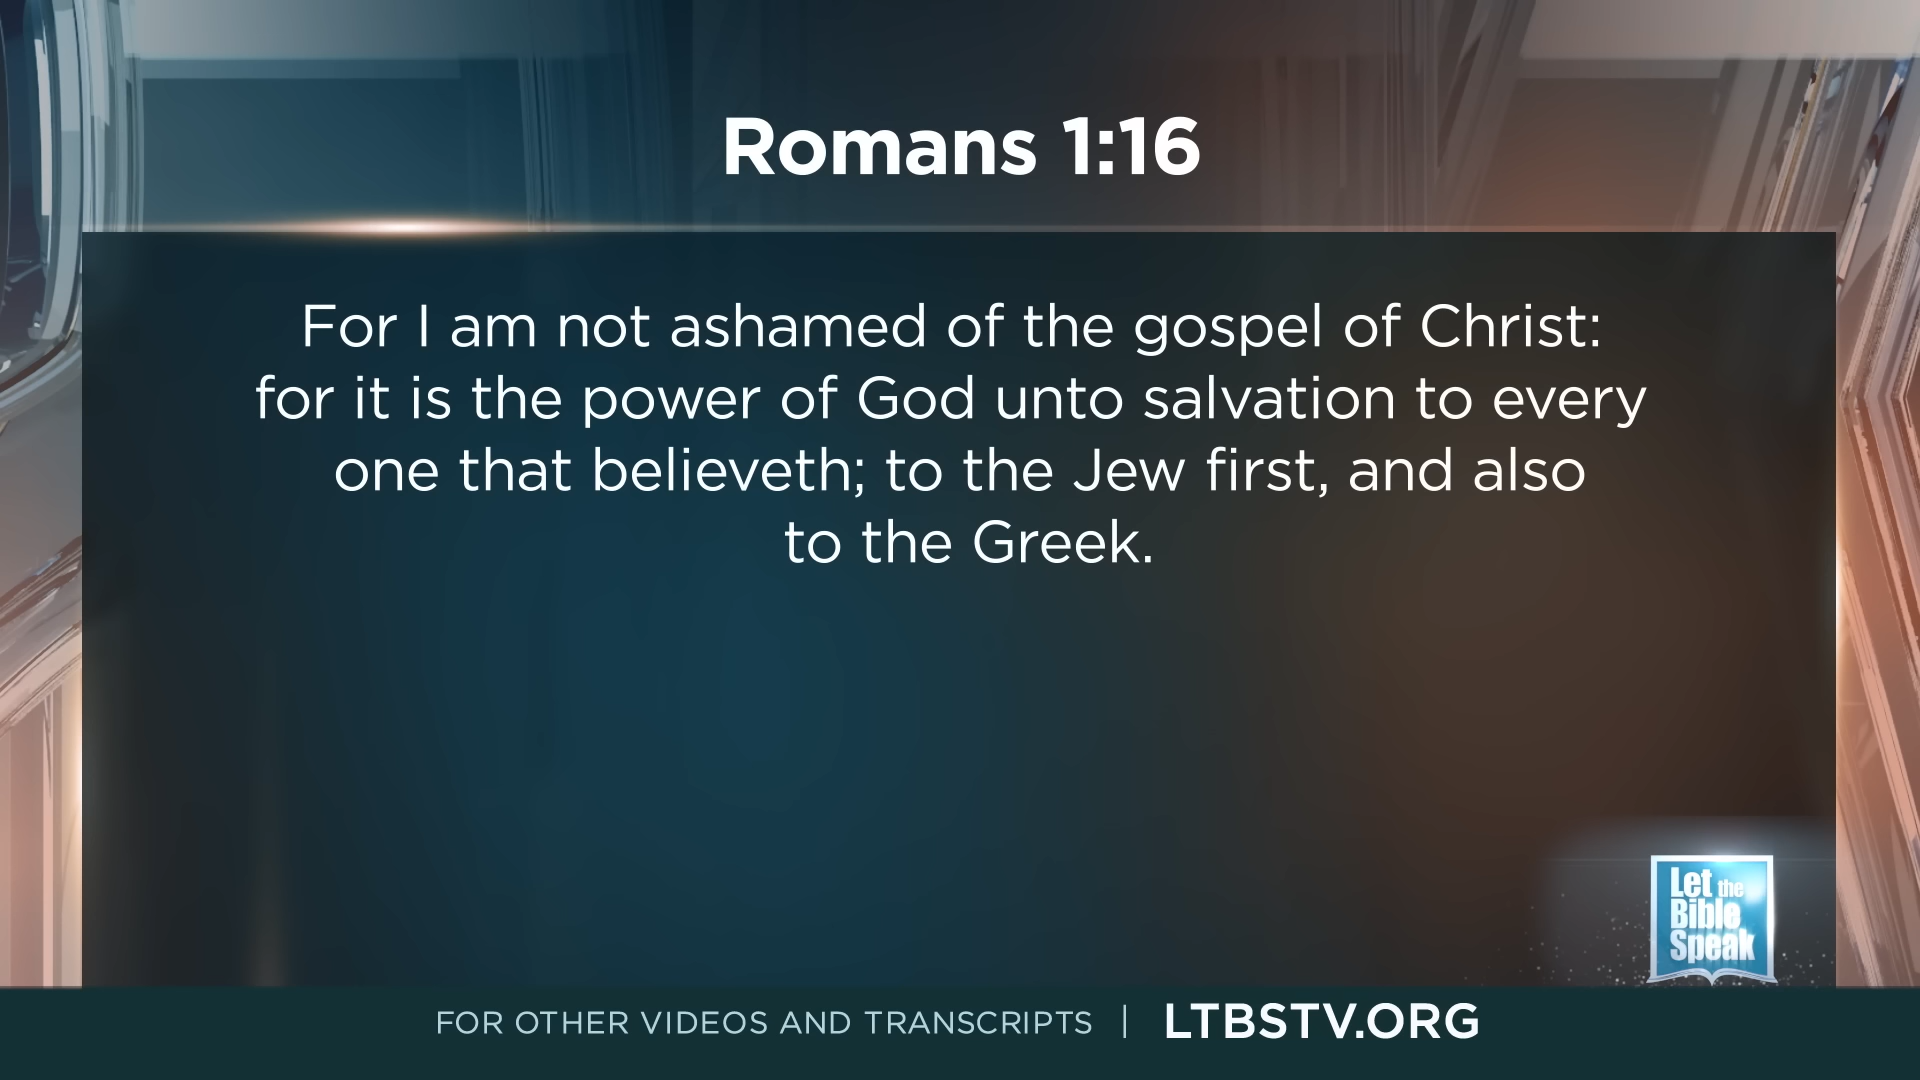 Romans 1:16
For I am not ashamed of the gospel of Christ:
for it is the power of God unto salvation to every
one that believeth; to the Jew first, and also
to the Greek.
Let the
Bible
Speak
FOR OTHER VIDEOS AND TRANSCRIPTS | LTBSTV.ORG